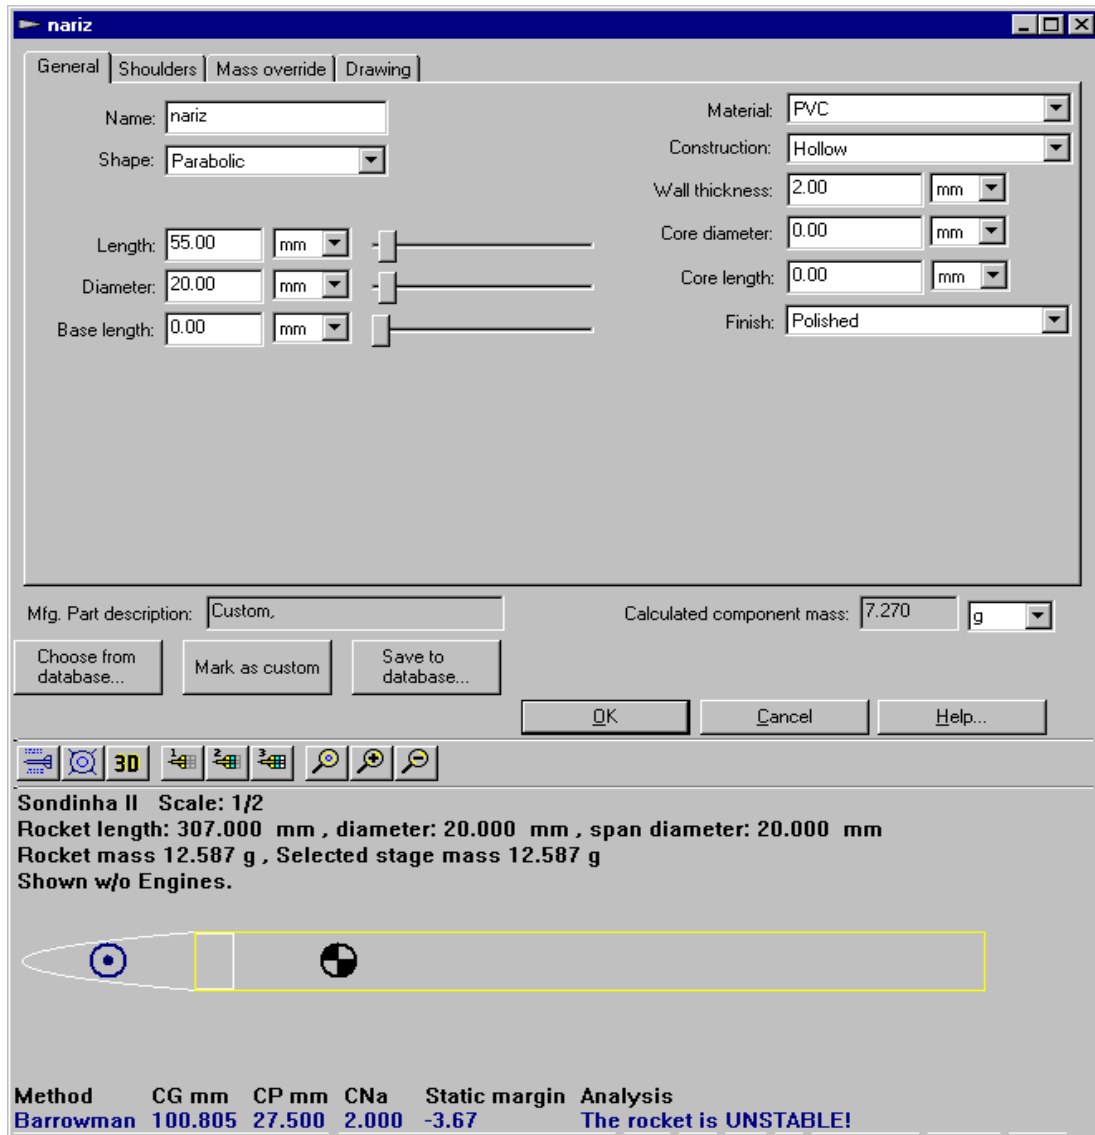 nariz
General Shoulders Mass override Drawing
Name: nariz
Shape: Parabolic
Length: 55.00 mm
Diameter: 20.00 mm
Base length: 0.00 mm
Material: PVC
Construction: Hollow
Wall thickness: 2.00 mm
Core diameter: 0.00 mm
Core length: 0.00 mm
Finish: Polished
Mfg. Part description: Custom,
Calculated component mass: 7.270 g
Choose from
database...
Mark as custom
Save to
database...
OK Cancel Help...
3D 1 2 3
Sondinha II Scale: 1/2
Rocket length: 307.000 mm , diameter: 20.000 mm , span diameter: 20.000 mm
Rocket mass 12.587 g , Selected stage mass 12.587 g
Shown w/o Engines.
Method CG mm CP mm CNa Static margin Analysis
Barrowman 100.805 27.500 2.000 -3.67 The rocket is UNSTABLE!